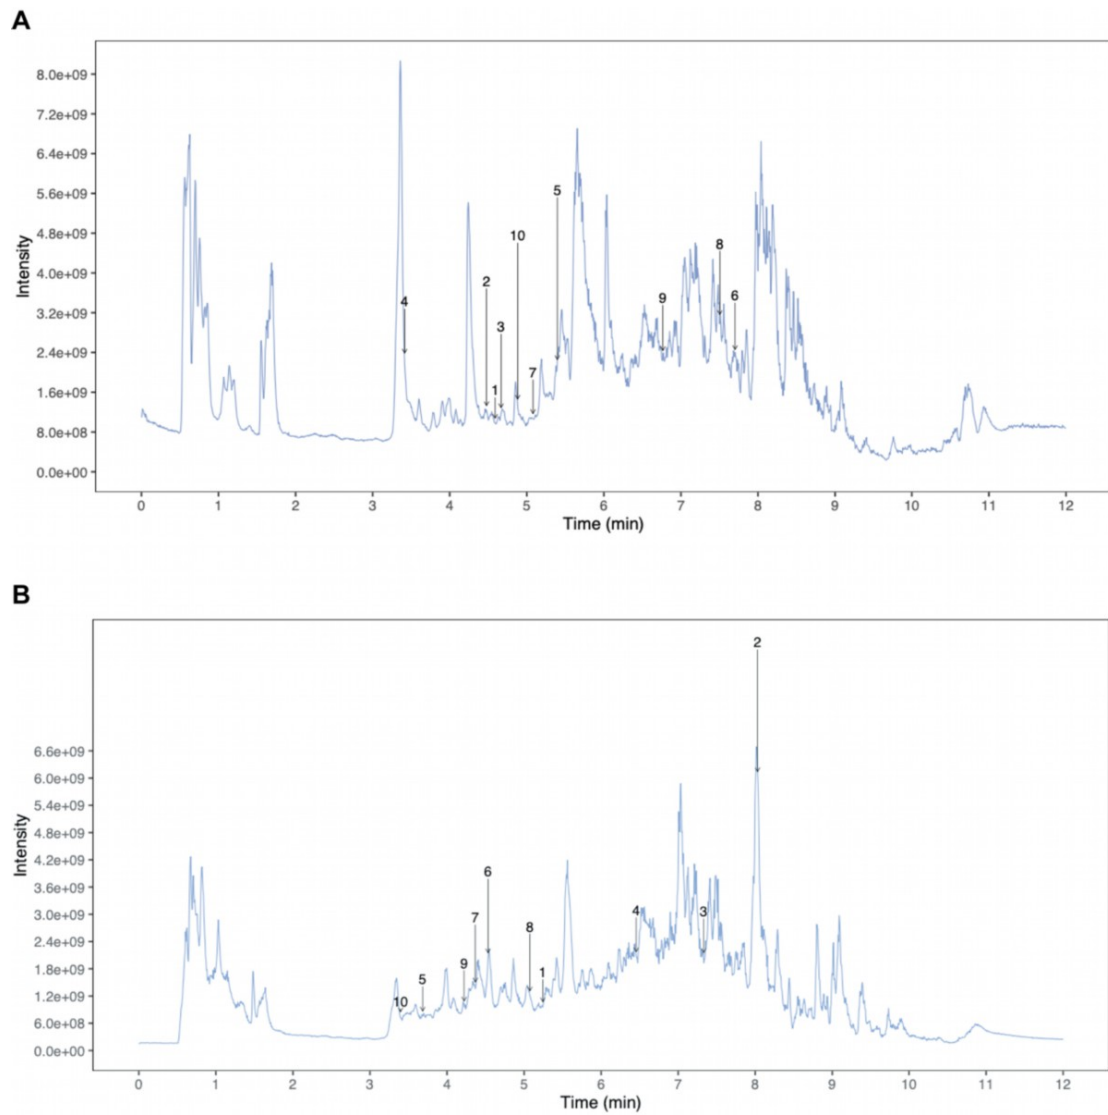 A
8.0e+09
7.2e+09
6.4e+09
5.6e+09
4.8e+09
4.0e+09
3.2e+09
2.4e+09
1.6e+09
8.0e+08
0.0e+00
Intensity
5
10
8
2
9
6
4
3
7
1
0 1 2 3 4 5 6 7 8 9 10 11 12
Time (min)
B
2
6.6e+09
6.0e+09
5.4e+09
4.8e+09
4.2e+09
3.6e+09
3.0e+09
2.4e+09
1.8e+09
1.2e+09
6.0e+08
0.0e+00
Intensity
6
7
4
3
8
9
1
5
10
0 1 2 3 4 5 6 7 8 9 10 11 12
Time (min)